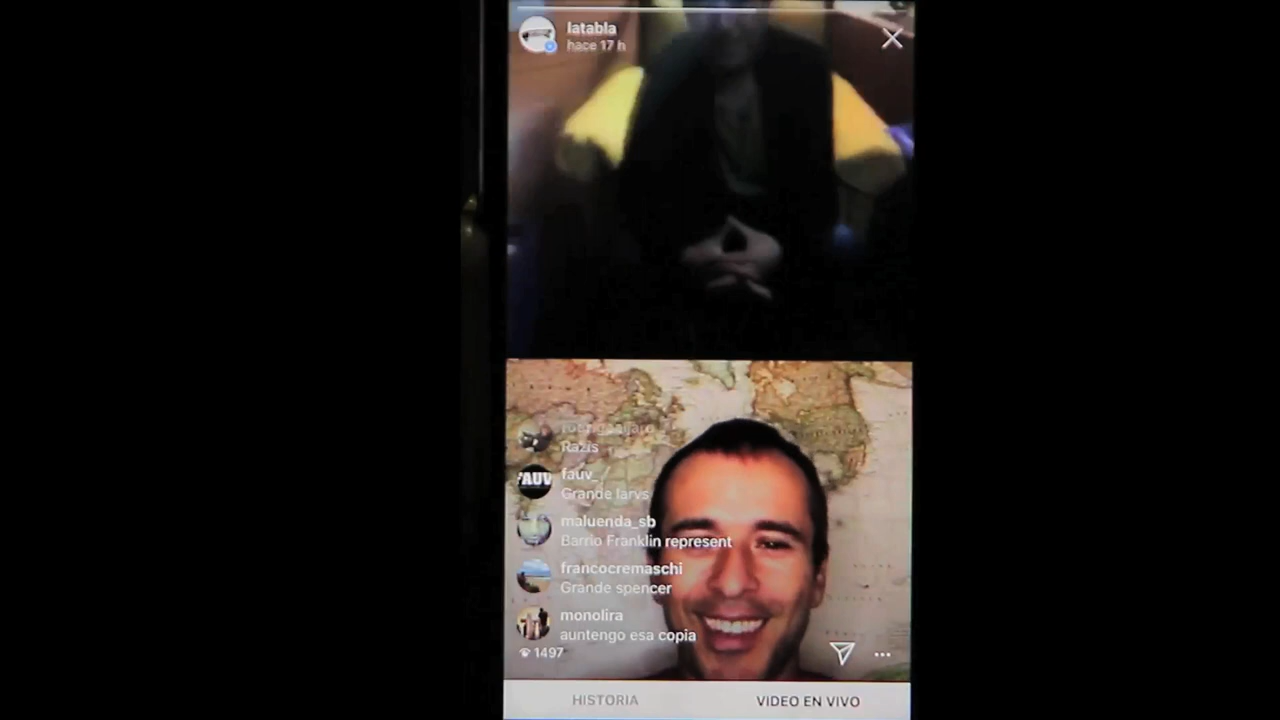 latabla
hace 17 h
Razis
fauv_
Grande larvs
maluenda_sb
Barrio Franklin represent
francocremaschi
Grande spencer
monolira
auntengo esa copia
1497
HISTORIA
VIDEO EN VIVO